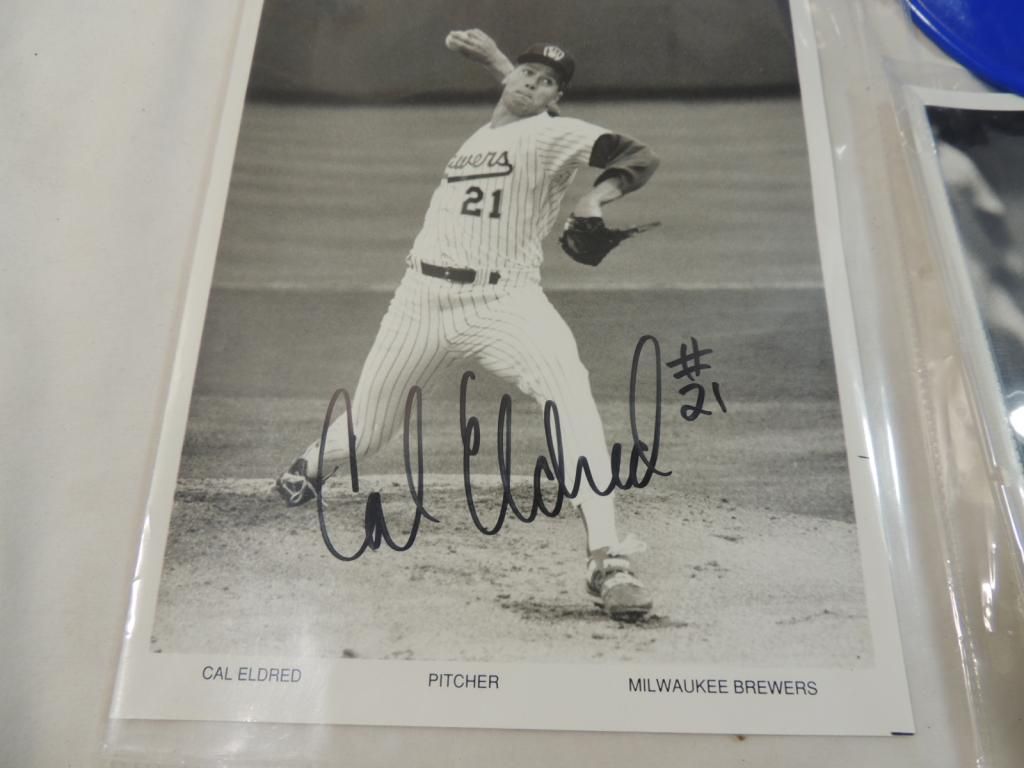 Brewers
21
Cal Eldred #21
CAL ELDRED PITCHER MILWAUKEE BREWERS